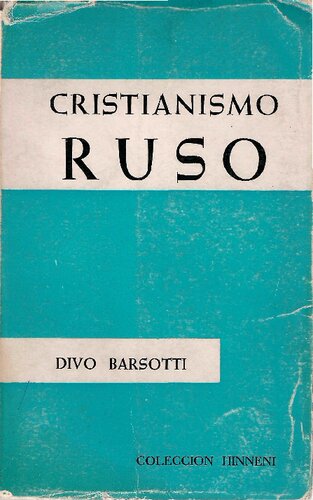 CRISTIANISMO
RUSO
DIVO BARSOTTI
COLECCION HINNENI